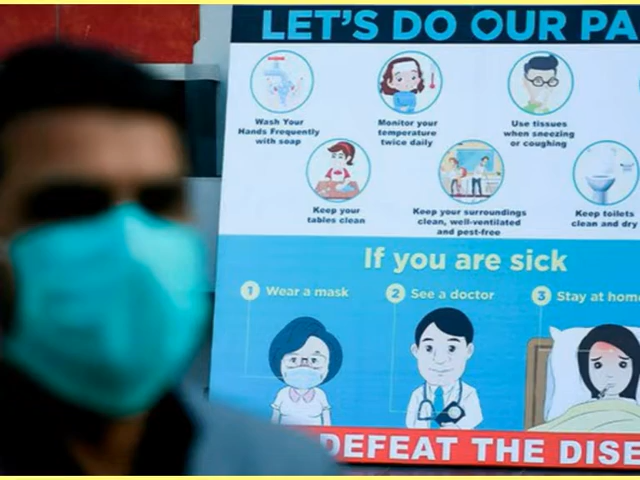 LET'S DO OUR PA
Wash Your
Hands Frequently
with soap
Monitor your
temperature
twice daily
Use tissues
when sneezing
or coughing
Keep your
tables clean
Keep your surroundings
clean, well-ventilated
and pest-free
Keep toilets
clean and dry
If you are sick
1 Wear a mask
2 See a doctor
3 Stay at hom
DEFEAT THE DISE